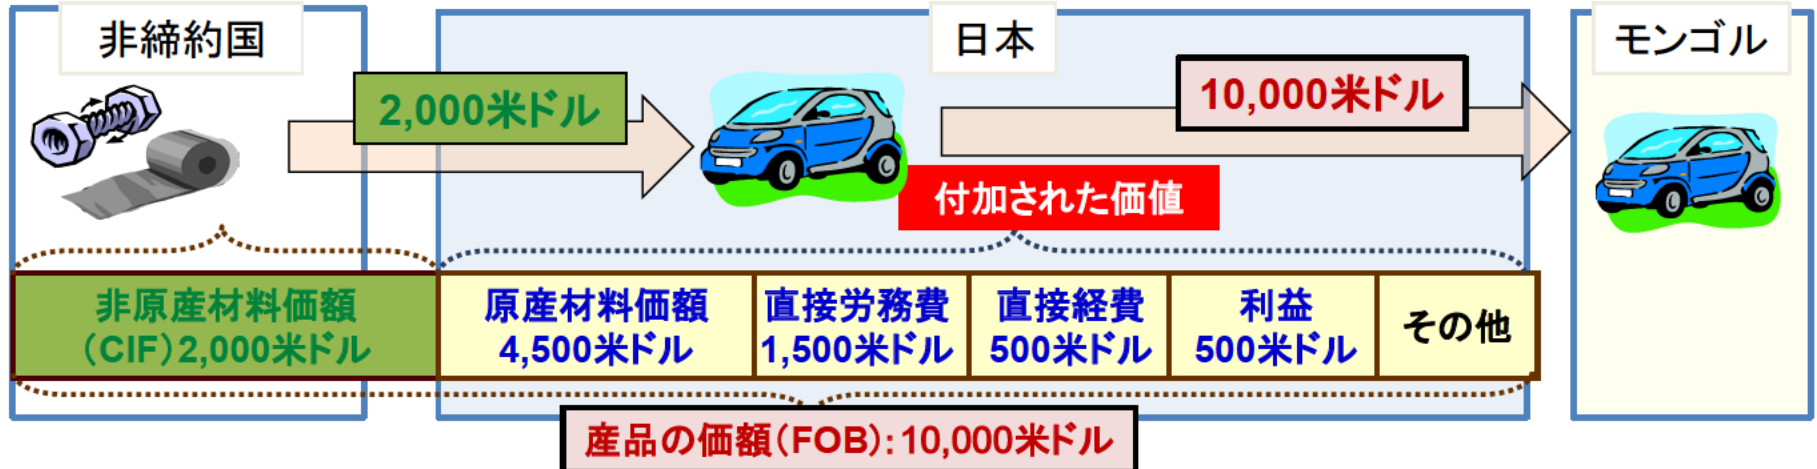 非締約国
日本
モンゴル
2,000米ドル
10,000米ドル
付加された価値
非原産材料価額
(CIF)2,000米ドル
原産材料価額
4,500米ドル
直接労務費
1,500米ドル
直接経費
500米ドル
利益
500米ドル
その他
産品の価額(FOB):10,000米ドル